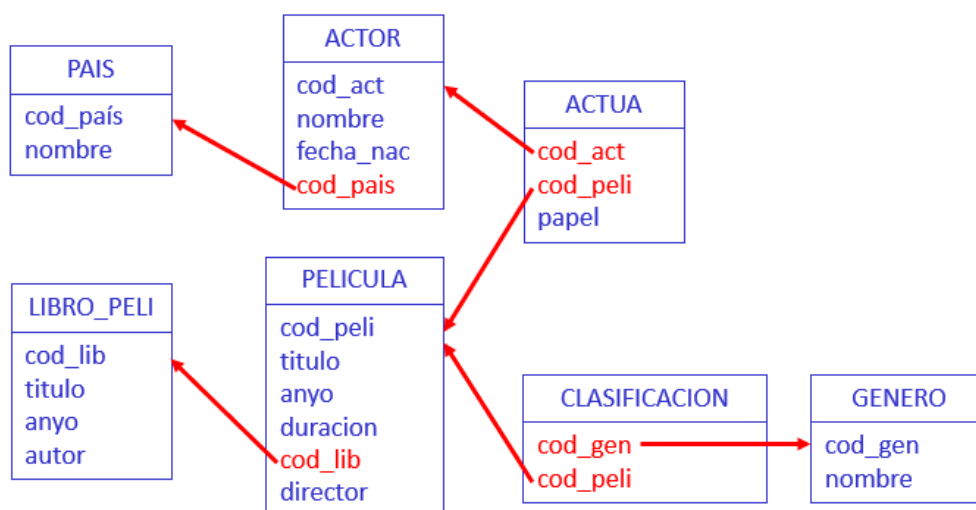 PAIS
cod_país
nombre
ACTOR
cod_act
nombre
fecha_nac
cod_pais
ACTUA
cod_act
cod_peli
papel
LIBRO_PELI
cod_lib
titulo
anyo
autor
PELICULA
cod_peli
titulo
anyo
duracion
cod_lib
director
CLASIFICACION
cod_gen
cod_peli
GENERO
cod_gen
nombre